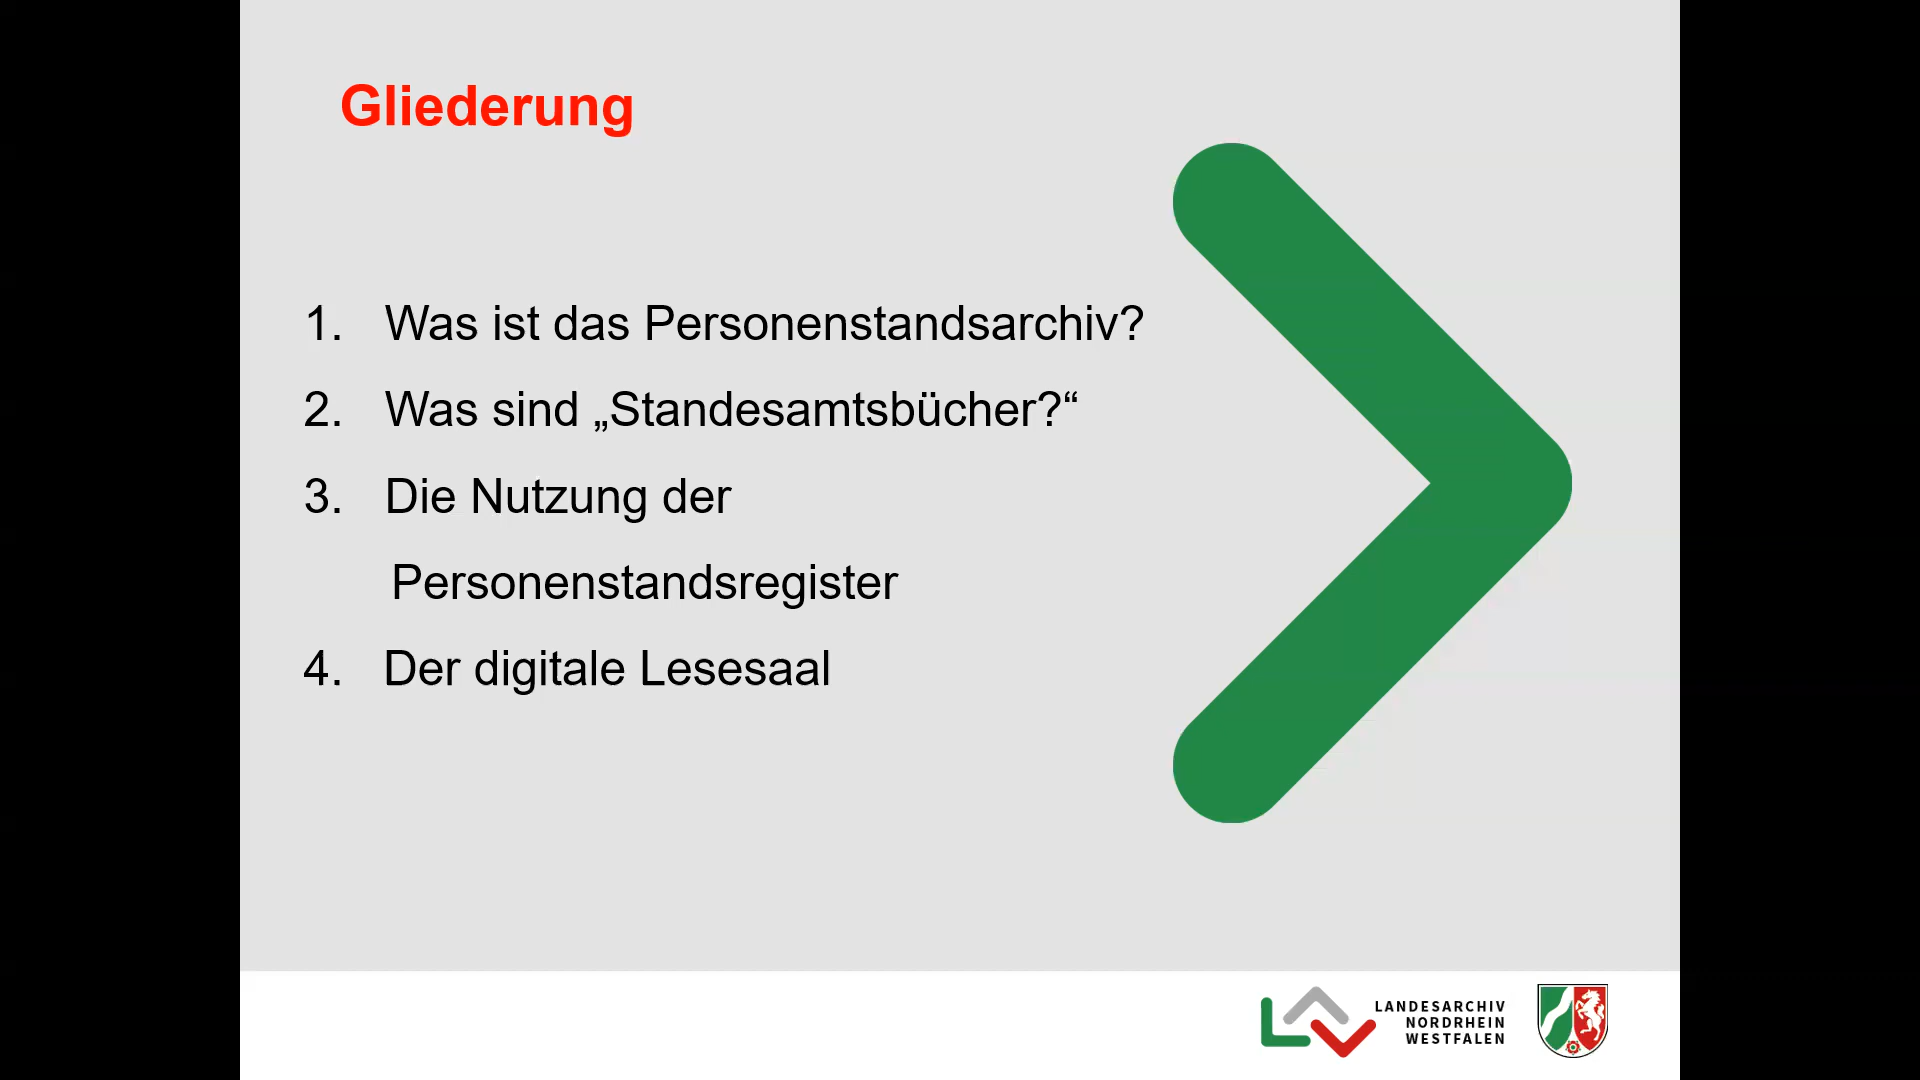 Gliederung
1. Was ist das Personenstandsarchiv?
2. Was sind „Standesamtsbücher?“
3. Die Nutzung der
Personenstandsregister
4. Der digitale Lesesaal
LANDESARCHIV
NORDRHEIN
WESTFALEN